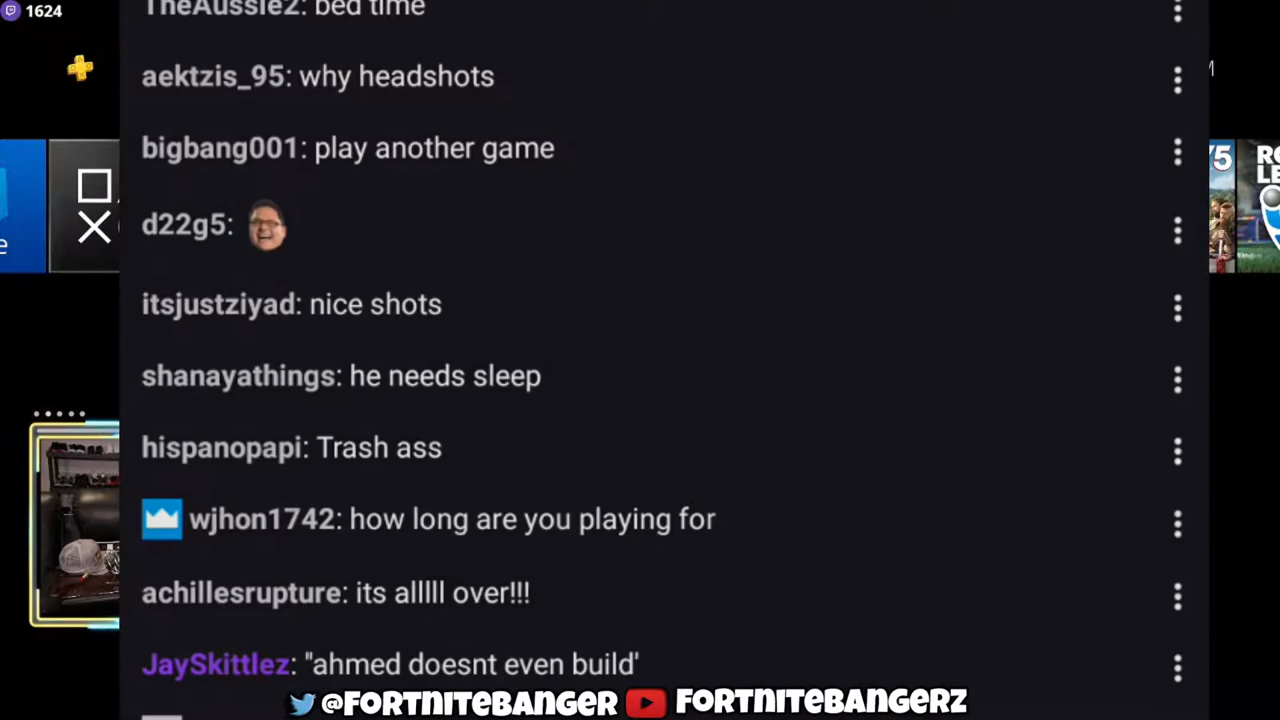 1624
TheAussie2: bed time
aektzis_95: why headshots
bigbang001: play another game
d22g5:
itsjustziyad: nice shots
shanayathings: he needs sleep
hispanopapi: Trash ass
wjhon1742: how long are you playing for
achillesrupture: its alllll over!!!
JaySkittlez: "ahmed doesnt even build'
@FORTNITEBANGER FORTNITEBANGERZ